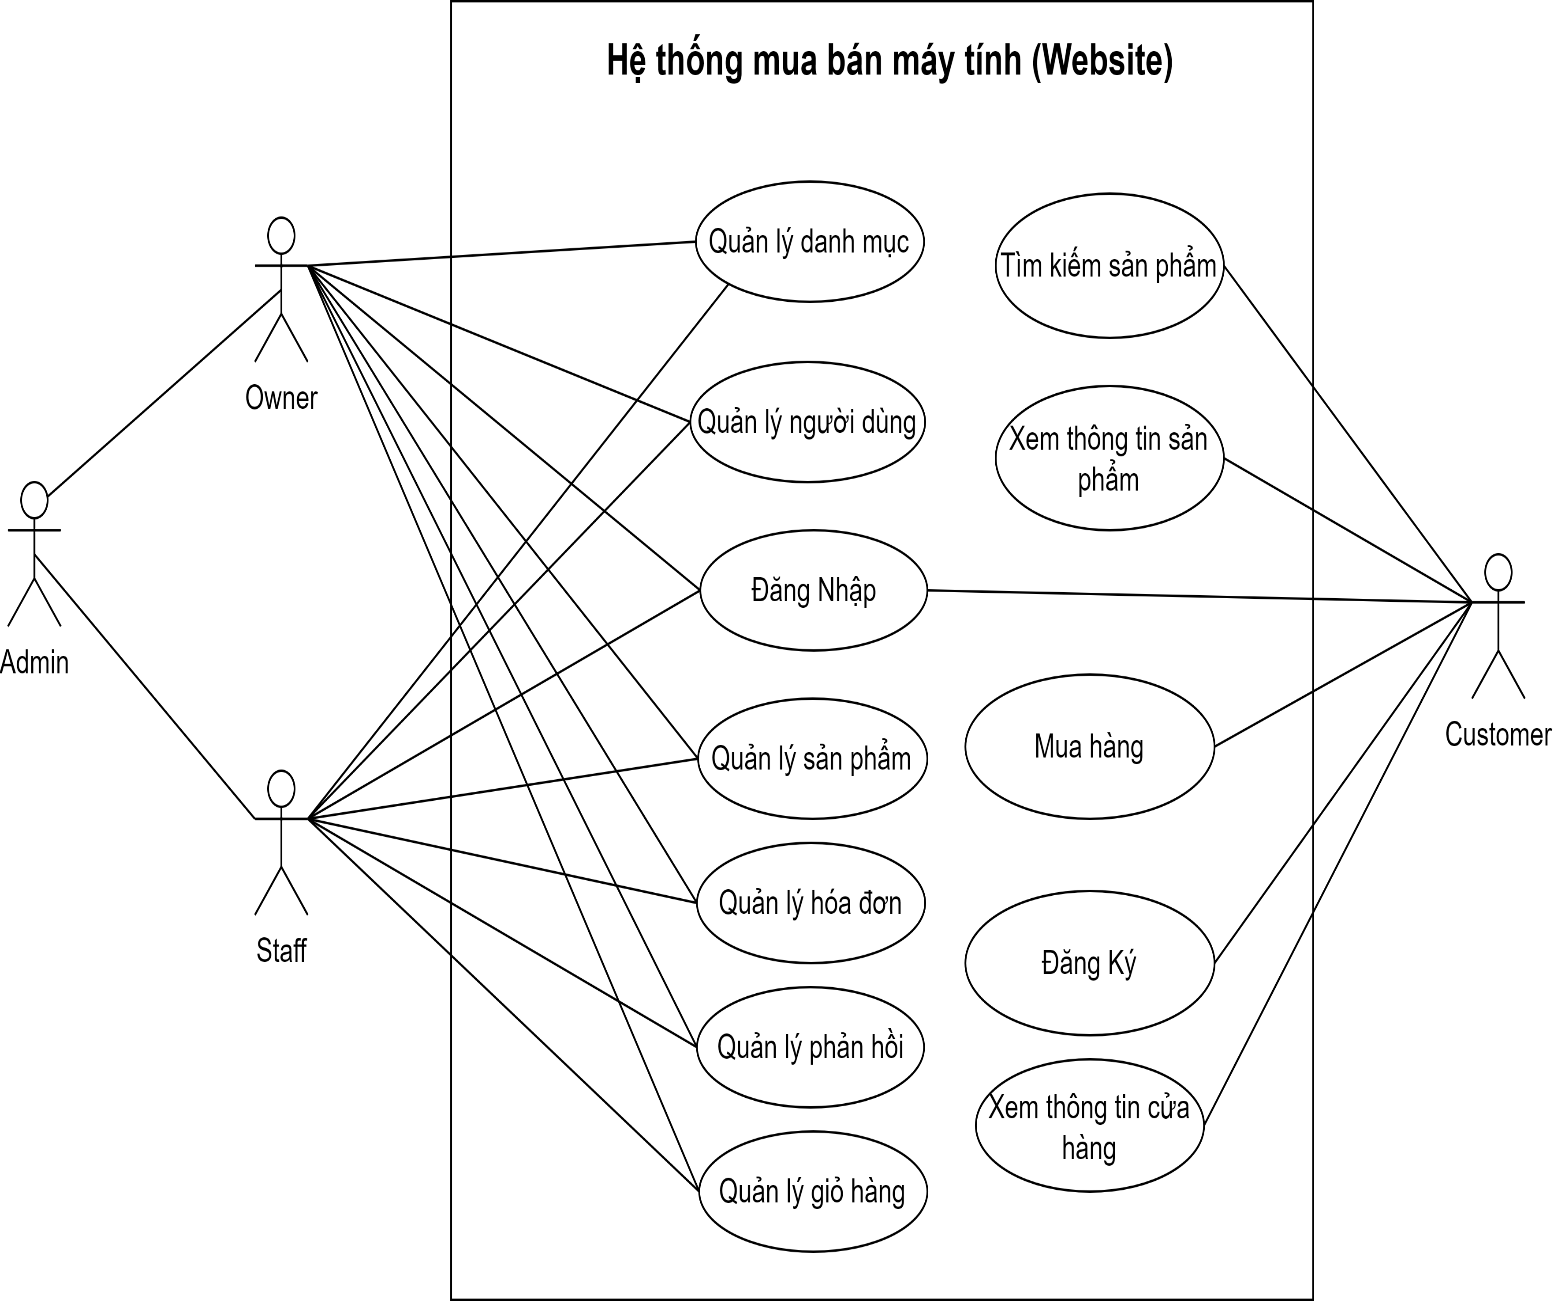 Hệ thống mua bán máy tính (Website)
Quản lý danh mục
Tìm kiếm sản phẩm
Owner
Quản lý người dùng
Xem thông tin sản
phẩm
Admin
Đăng Nhập
Customer
Quản lý sản phẩm
Mua hàng
Staff
Quản lý hóa đơn
Đăng Ký
Quản lý phản hồi
Xem thông tin cửa
hàng
Quản lý giỏ hàng